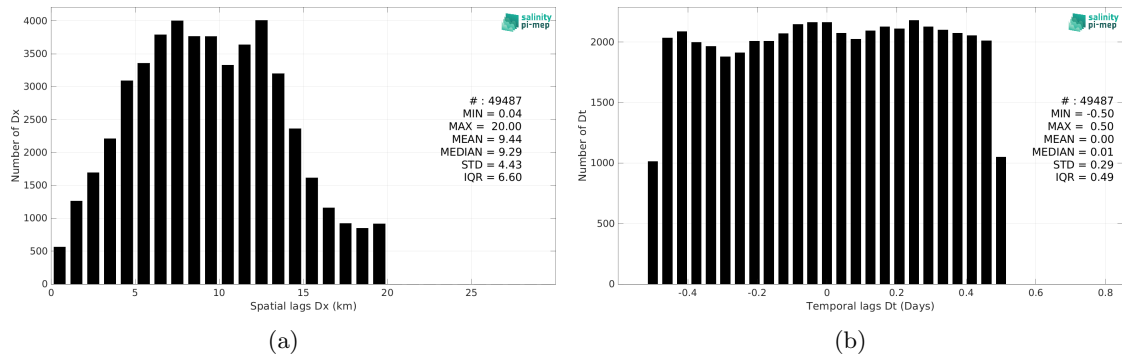 4000
3500
3000
2500
2000
1500
1000
500
0
Number of Dx
salinity
pi-mep
# : 49487
MIN = 0.04
MAX = 20.00
MEAN = 9.44
MEDIAN = 9.29
STD = 4.43
IQR = 6.60
0 5 10 15 20 25
Spatial lags Dx (km)
(a)
2000
1500
1000
500
0
Number of Dt
salinity
pi-mep
# : 49487
MIN = -0.50
MAX = 0.50
MEAN = 0.00
MEDIAN = 0.01
STD = 0.29
IQR = 0.49
-0.4 -0.2 0 0.2 0.4 0.6 0.8
Temporal lags Dt (Days)
(b)